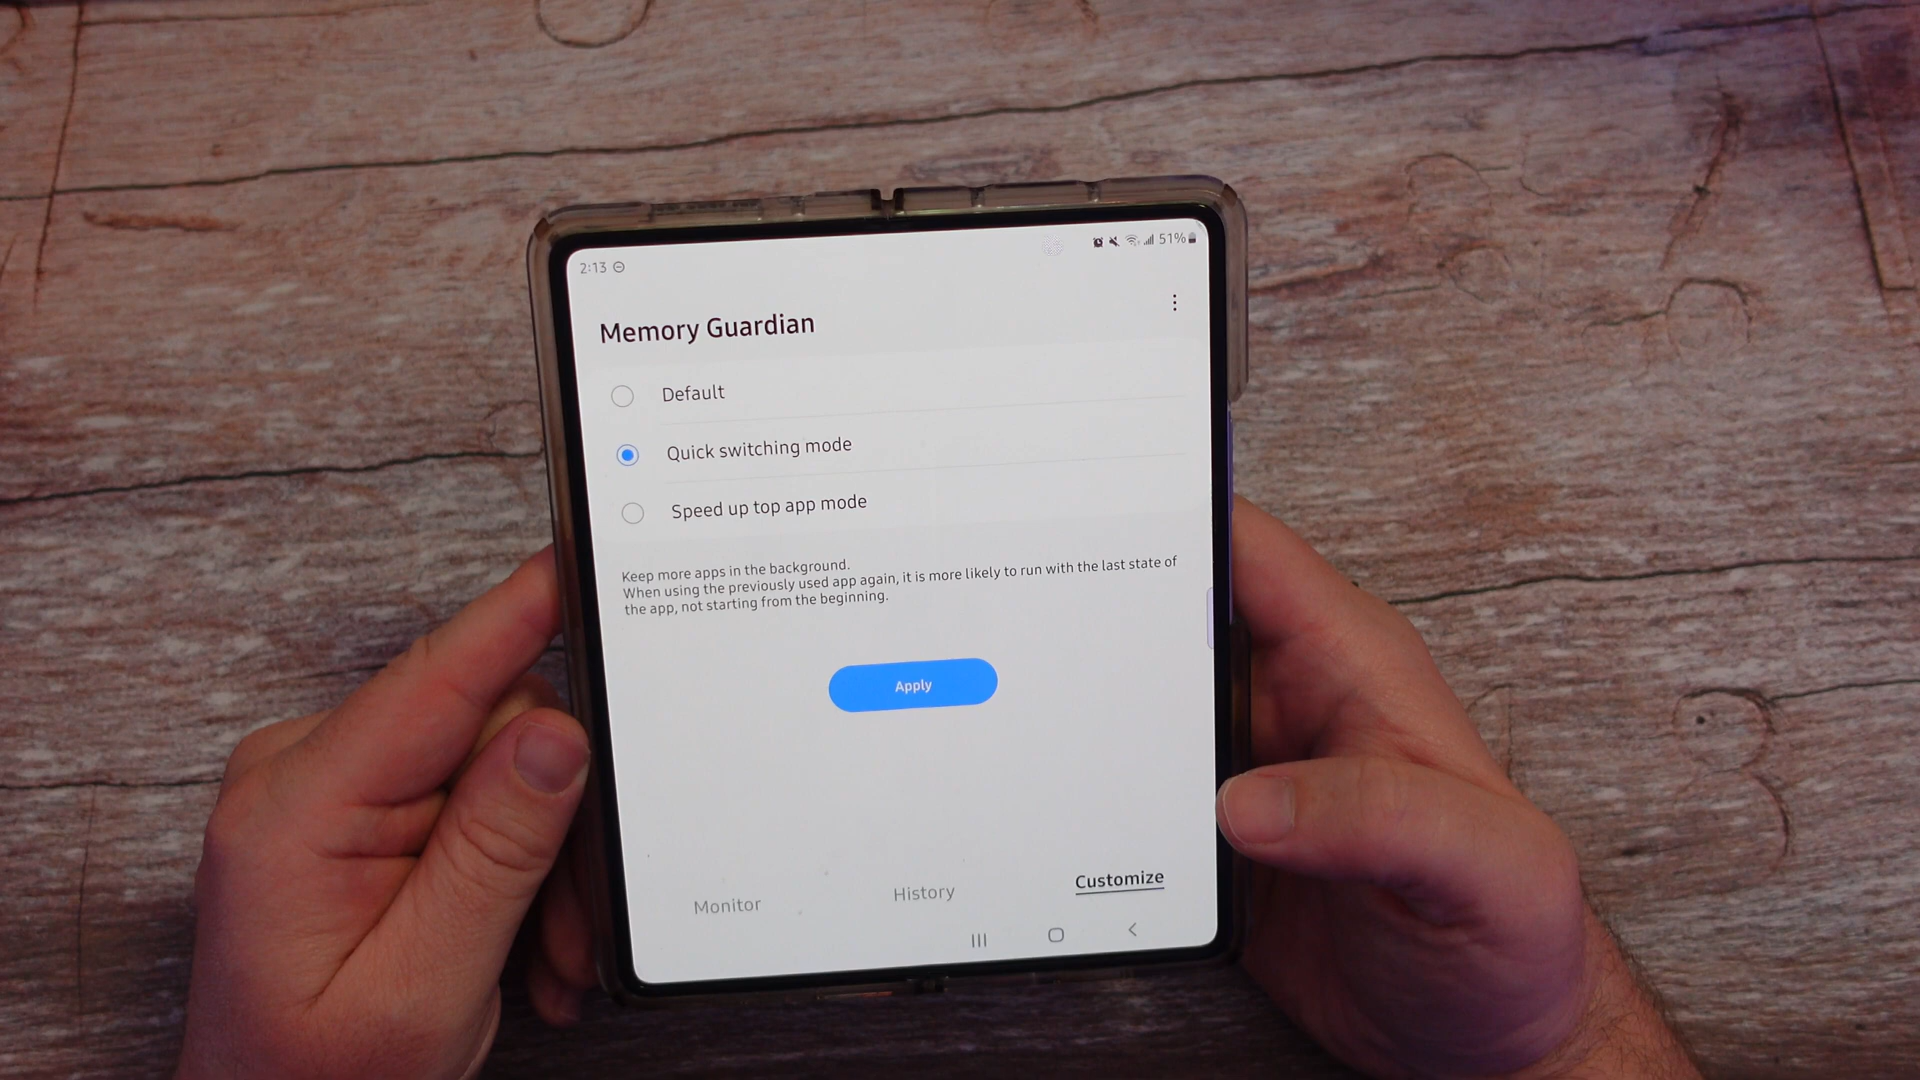 2:13
51%
Memory Guardian
Default
Quick switching mode
Speed up top app mode
Keep more apps in the background.
When using the previously used app again, it is more likely to run with the last state of
the app, not starting from the beginning.
Apply
Monitor
History
Customize